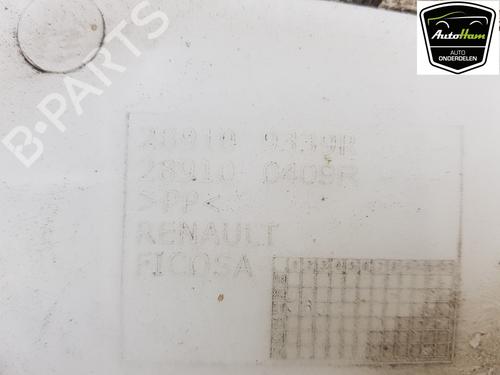 AutoHam
AUTO
ONDERDELEN
B-PARTS
28910 9339R
28910 0409R
>PP<
RENAULT
FICOSA